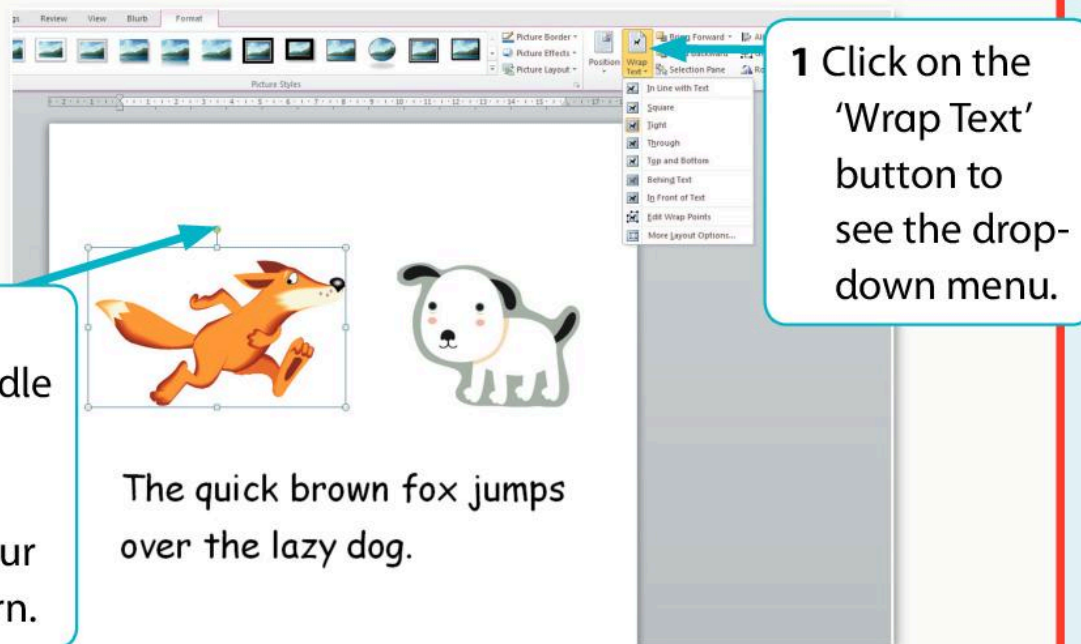 Review View Blurb Format
Picture Border
Picture Effects
Picture Layout
Picture Styles
Position
Wrap
Text
Bring Forward
Backward
Selection Pane
In Line with Text
Square
Tight
Through
Top and Bottom
Behind Text
In Front of Text
Edit Wrap Points
More Layout Options...
1 Click on the
'Wrap Text'
button to
see the drop-
down menu.
dle
ur
rn.
The quick brown fox jumps
over the lazy dog.